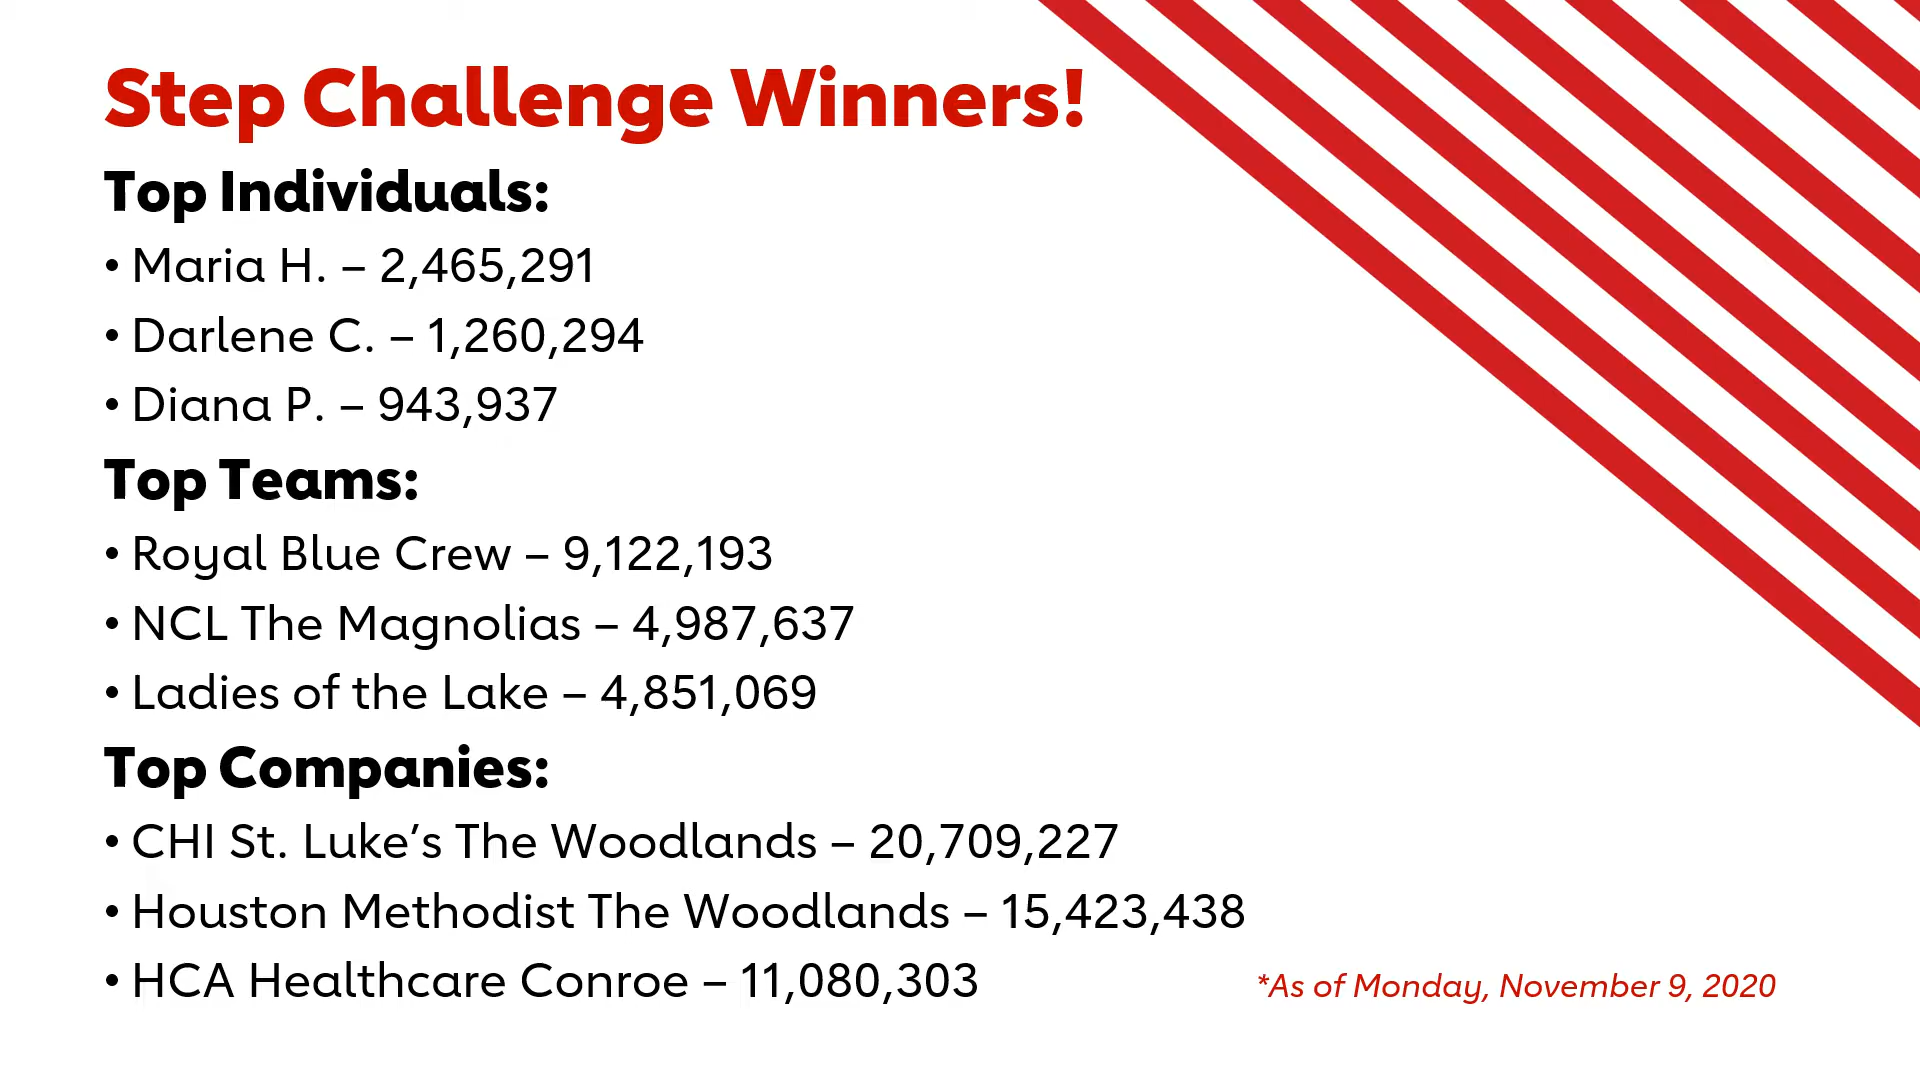 Step Challenge Winners!
Top Individuals:
• Maria H. – 2,465,291
• Darlene C. – 1,260,294
• Diana P. – 943,937
Top Teams:
• Royal Blue Crew – 9,122,193
• NCL The Magnolias – 4,987,637
• Ladies of the Lake – 4,851,069
Top Companies:
• CHI St. Luke’s The Woodlands – 20,709,227
• Houston Methodist The Woodlands – 15,423,438
• HCA Healthcare Conroe – 11,080,303
*As of Monday, November 9, 2020